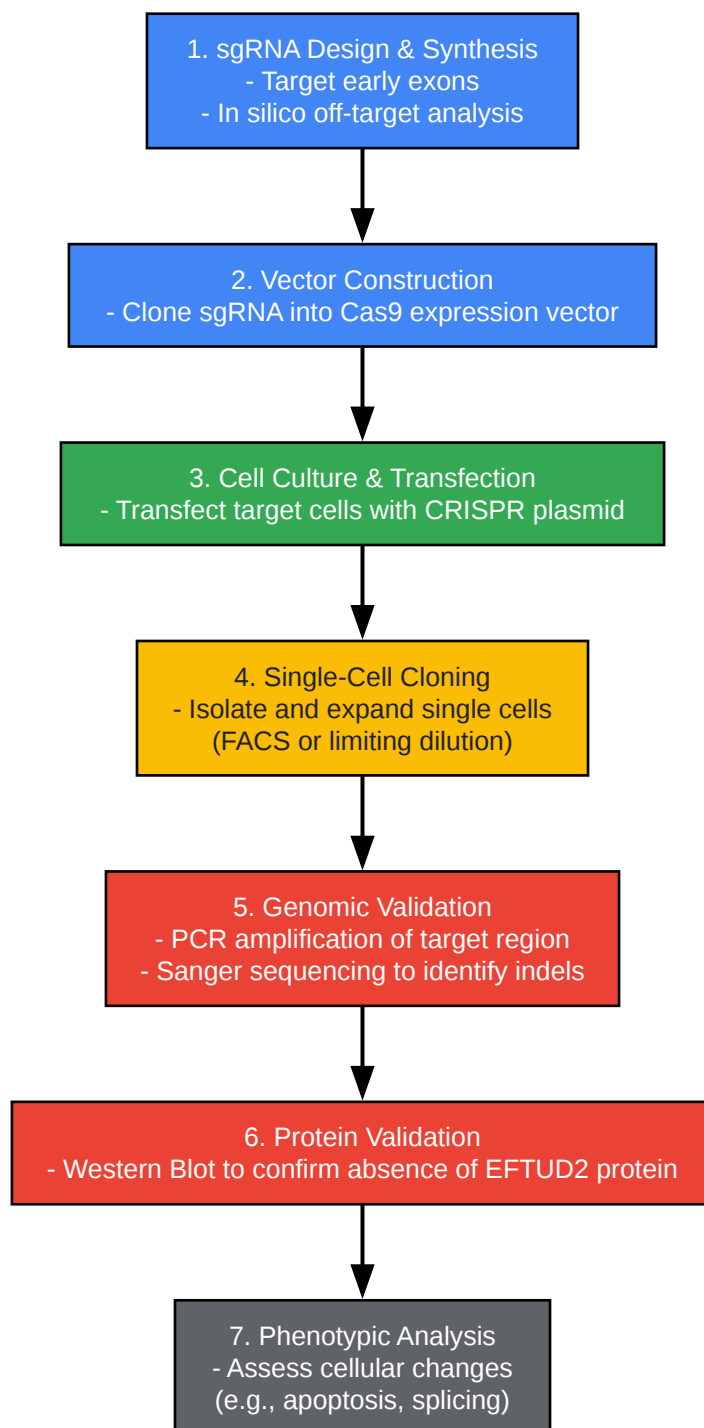 1. sgRNA Design & Synthesis
- Target early exons
- In silico off-target analysis
2. Vector Construction
- Clone sgRNA into Cas9 expression vector
3. Cell Culture & Transfection
- Transfect target cells with CRISPR plasmid
4. Single-Cell Cloning
- Isolate and expand single cells
(FACS or limiting dilution)
5. Genomic Validation
- PCR amplification of target region
- Sanger sequencing to identify indels
6. Protein Validation
- Western Blot to confirm absence of EFTUD2 protein
7. Phenotypic Analysis
- Assess cellular changes
(e.g., apoptosis, splicing)